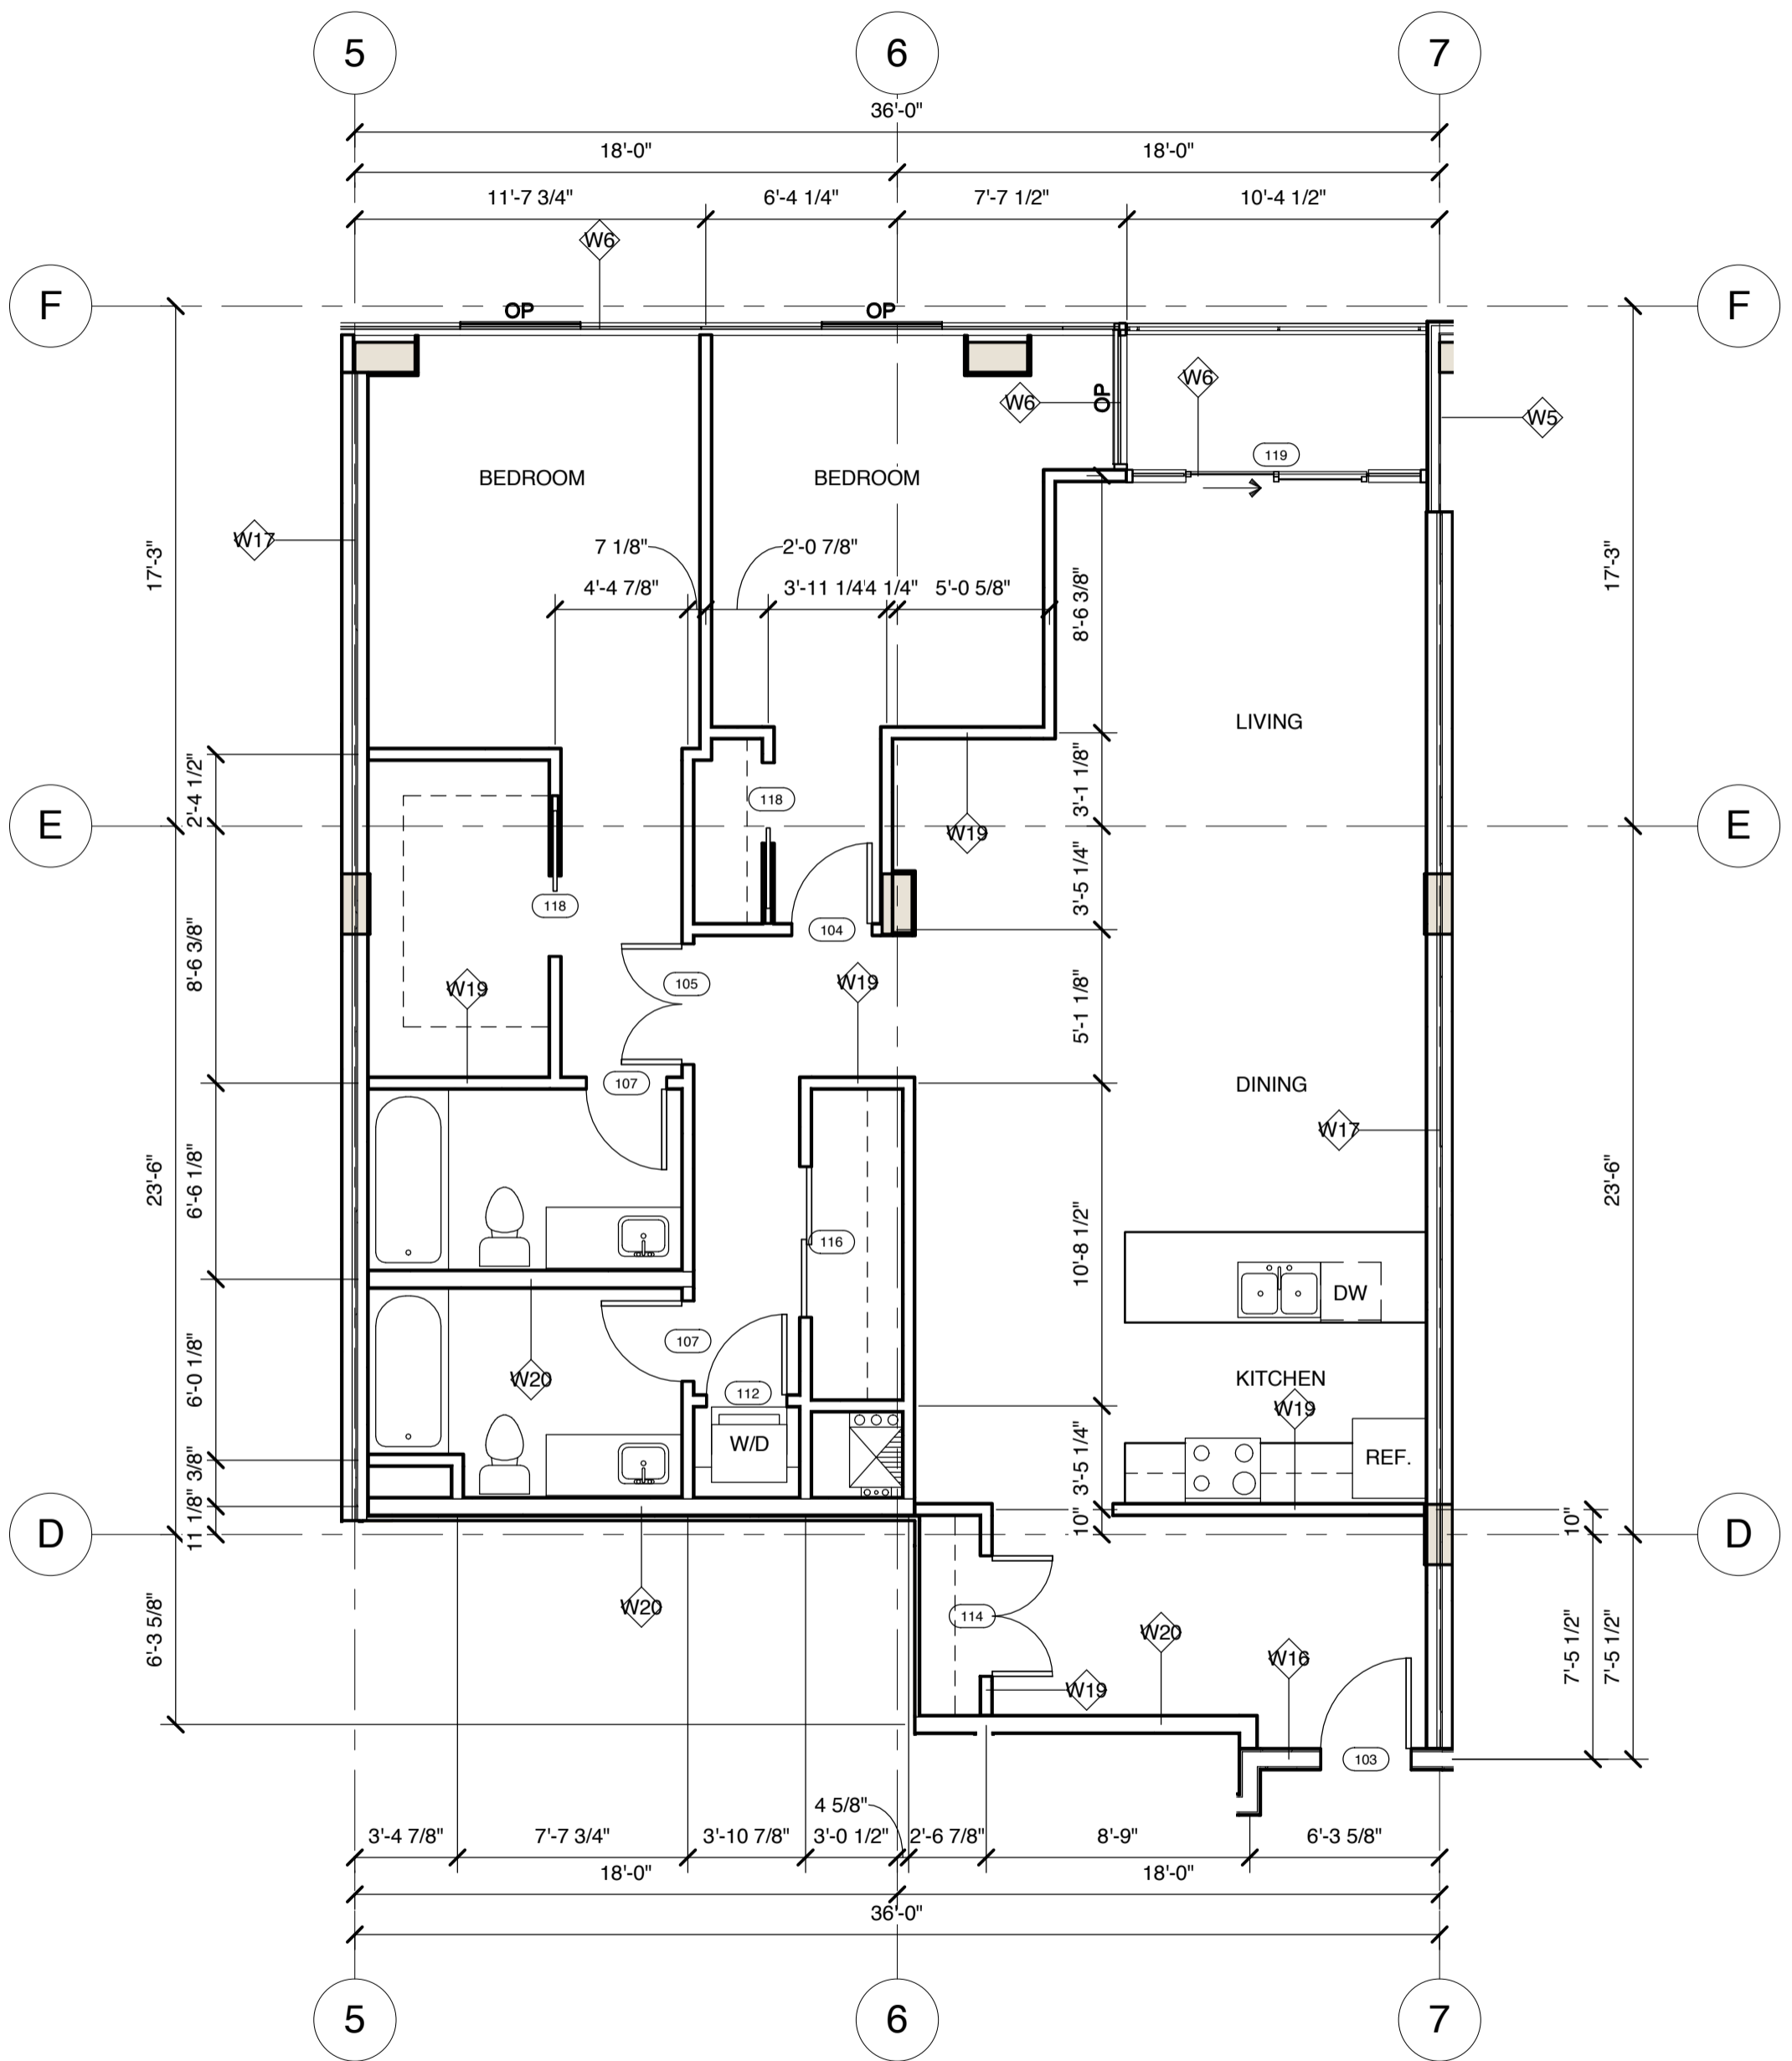 5 6 7
36'-0"
18'-0" 18'-0"
11'-7 3/4" 6'-4 1/4" 7'-7 1/2" 10'-4 1/2"
W6
F OP OP F
W6 W6
OP
W5
119
BEDROOM BEDROOM
W17
7 1/8" 2'-0 7/8"
17'-3" 17'-3"
4'-4 7/8" 3'-11 1/4" 4 1/4" 5'-0 5/8"
8'-6 3/8"
LIVING
2'-4 1/2" 3'-1 1/8"
118
E W19 E
118
3'-5 1/4"
104
8'-6 3/8"
105
W19 W19
5'-1 1/8"
107 DINING
W17
6'-6 1/8"
23'-6" 23'-6"
116
10'-8 1/2"
DW
107
6'-0 1/8"
W20 KITCHEN
112
W19
W/D REF.
3'-5 1/4"
3/8"
11 1/8" 10" 10"
D D
W20
114
6'-3 5/8" W20
7'-5 1/2" 7'-5 1/2"
W16
W19
103
4 5/8"
3'-4 7/8" 7'-7 3/4" 3'-10 7/8" 3'-0 1/2" 2'-6 7/8" 8'-9" 6'-3 5/8"
18'-0" 18'-0"
36'-0"
5 6 7